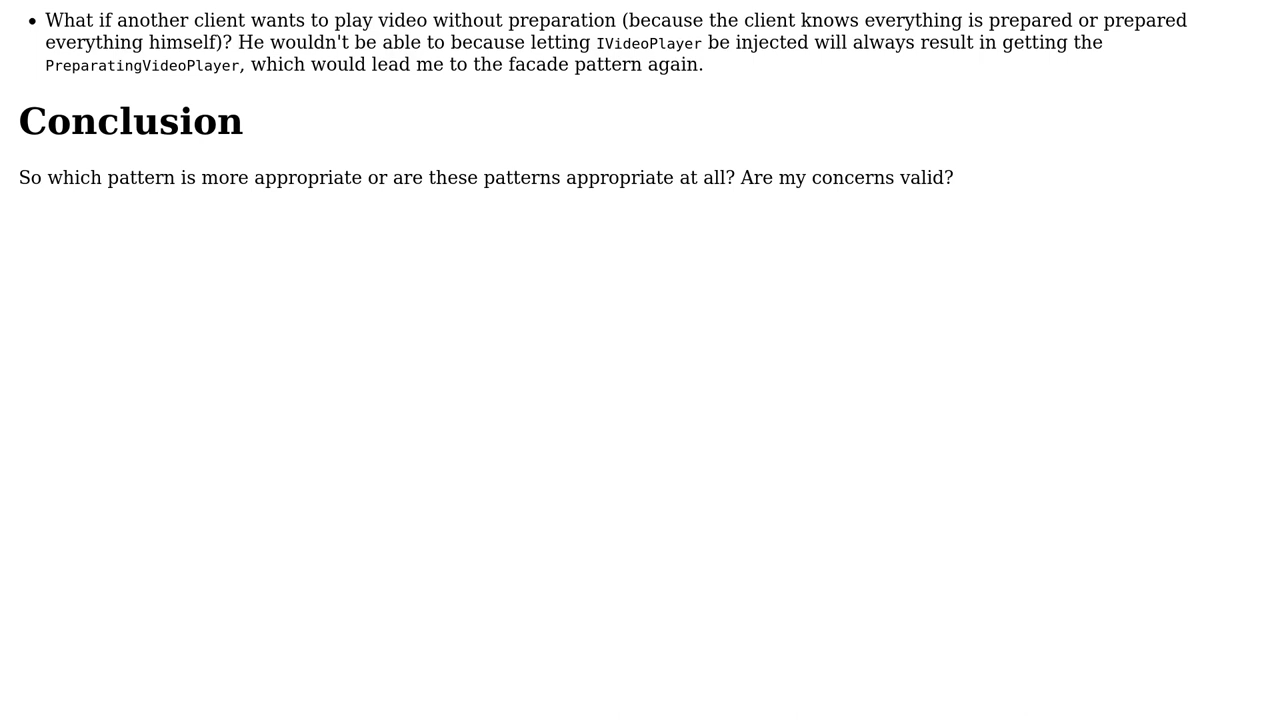 • What if another client wants to play video without preparation (because the client knows everything is prepared or prepared
everything himself)? He wouldn't be able to because letting IVideoPlayer be injected will always result in getting the
PreparatingVideoPlayer, which would lead me to the facade pattern again.
Conclusion
So which pattern is more appropriate or are these patterns appropriate at all? Are my concerns valid?